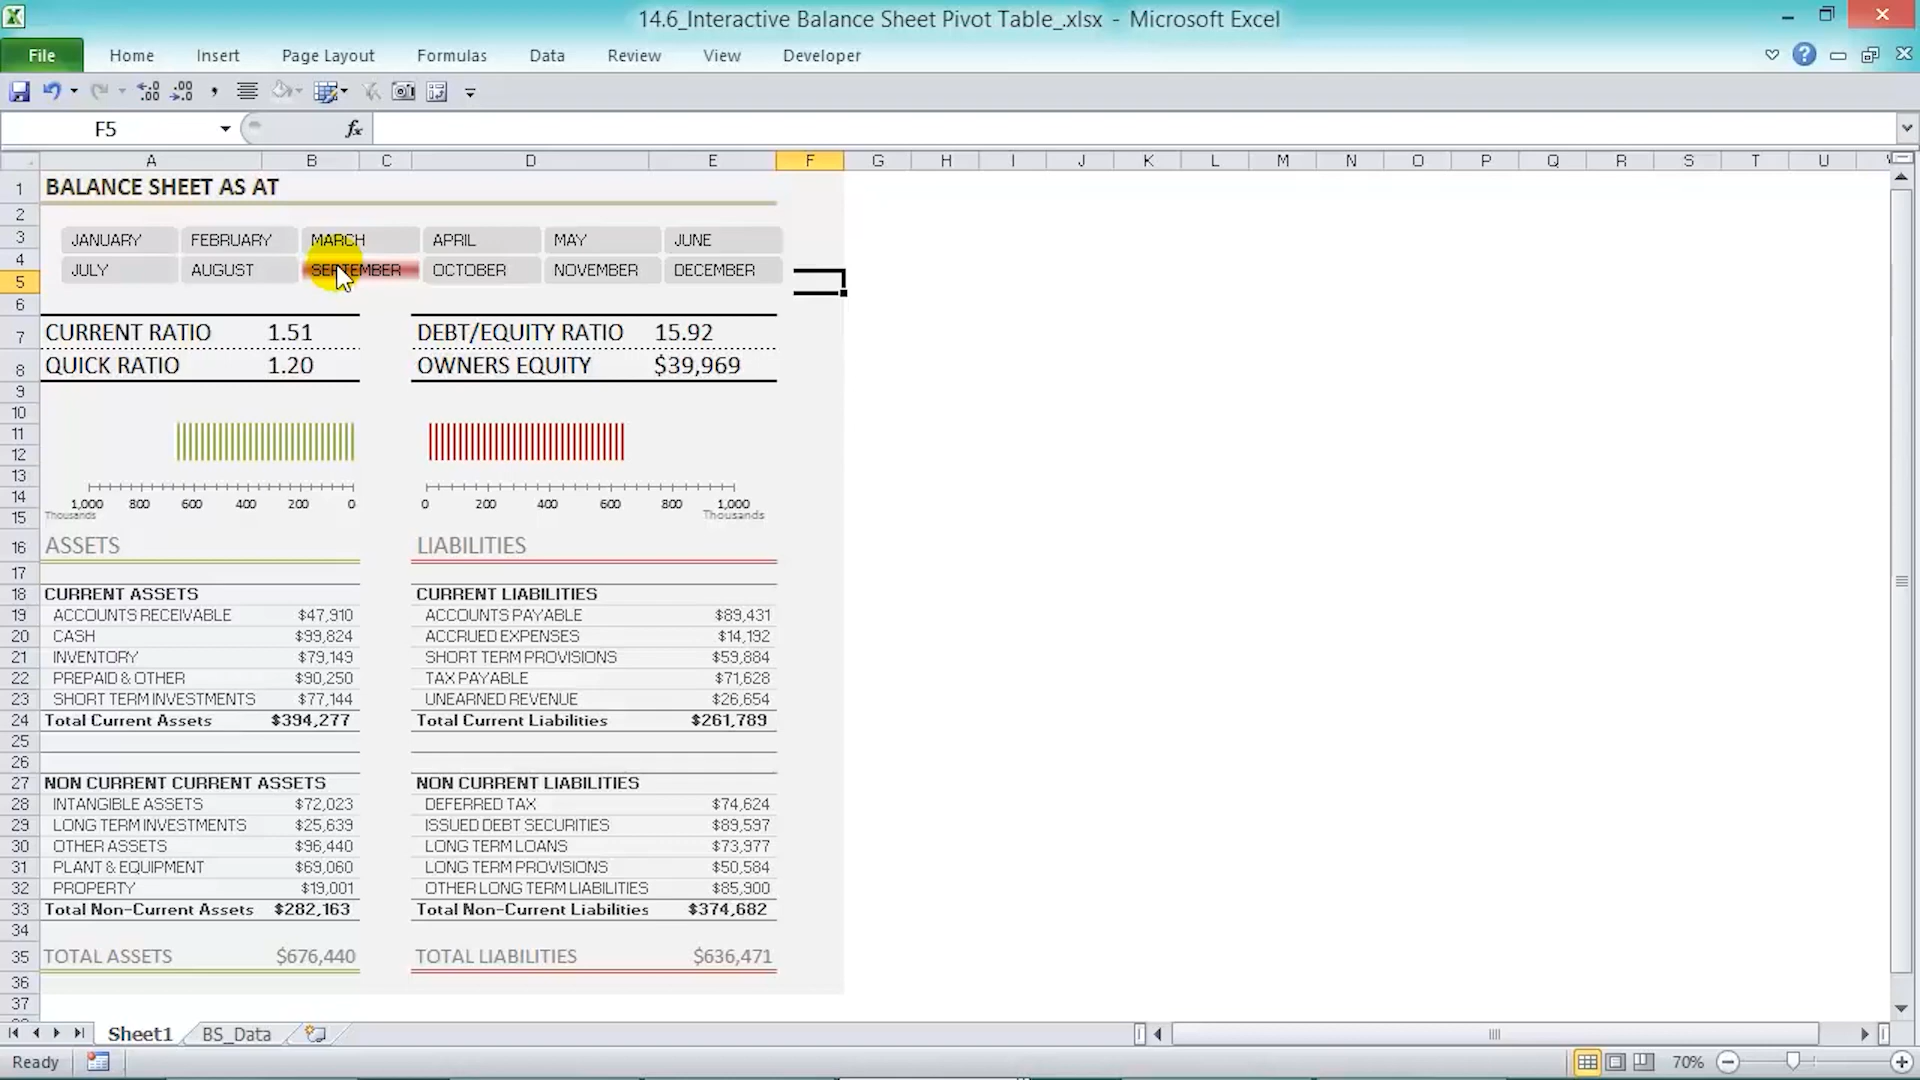 14.6_Interactive Balance Sheet Pivot Table_.xlsx - Microsoft Excel
File Home Insert Page Layout Formulas Data Review View Developer
F5 fx
A B C D E F G H I J K L M N O P Q R S T U
1 BALANCE SHEET AS AT
2
3 JANUARY FEBRUARY MARCH APRIL MAY JUNE
4 JULY AUGUST SEPTEMBER OCTOBER NOVEMBER DECEMBER
5
6
7 CURRENT RATIO 1.51 DEBT/EQUITY RATIO 15.92
8 QUICK RATIO 1.20 OWNERS EQUITY $39,969
9
10
11
12
13
14 1,000 800 600 400 200 0 0 200 400 600 800 1,000
15 Thousands Thousands
16 ASSETS LIABILITIES
17
18 CURRENT ASSETS CURRENT LIABILITIES
19 ACCOUNTS RECEIVABLE $47,910 ACCOUNTS PAYABLE $89,431
20 CASH $99,824 ACCRUED EXPENSES $14,192
21 INVENTORY $79,149 SHORT TERM PROVISIONS $59,884
22 PREPAID & OTHER $90,250 TAX PAYABLE $71,628
23 SHORT TERM INVESTMENTS $77,144 UNEARNED REVENUE $26,654
24 Total Current Assets $394,277 Total Current Liabilities $261,789
25
26
27 NON CURRENT CURRENT ASSETS NON CURRENT LIABILITIES
28 INTANGIBLE ASSETS $72,023 DEFERRED TAX $74,624
29 LONG TERM INVESTMENTS $25,639 ISSUED DEBT SECURITIES $89,597
30 OTHER ASSETS $96,440 LONG TERM LOANS $73,977
31 PLANT & EQUIPMENT $69,060 LONG TERM PROVISIONS $50,584
32 PROPERTY $19,001 OTHER LONG TERM LIABILITIES $85,900
33 Total Non-Current Assets $282,163 Total Non-Current Liabilities $374,682
34
35 TOTAL ASSETS $676,440 TOTAL LIABILITIES $636,471
36
37
Sheet1 BS_Data
Ready 70%